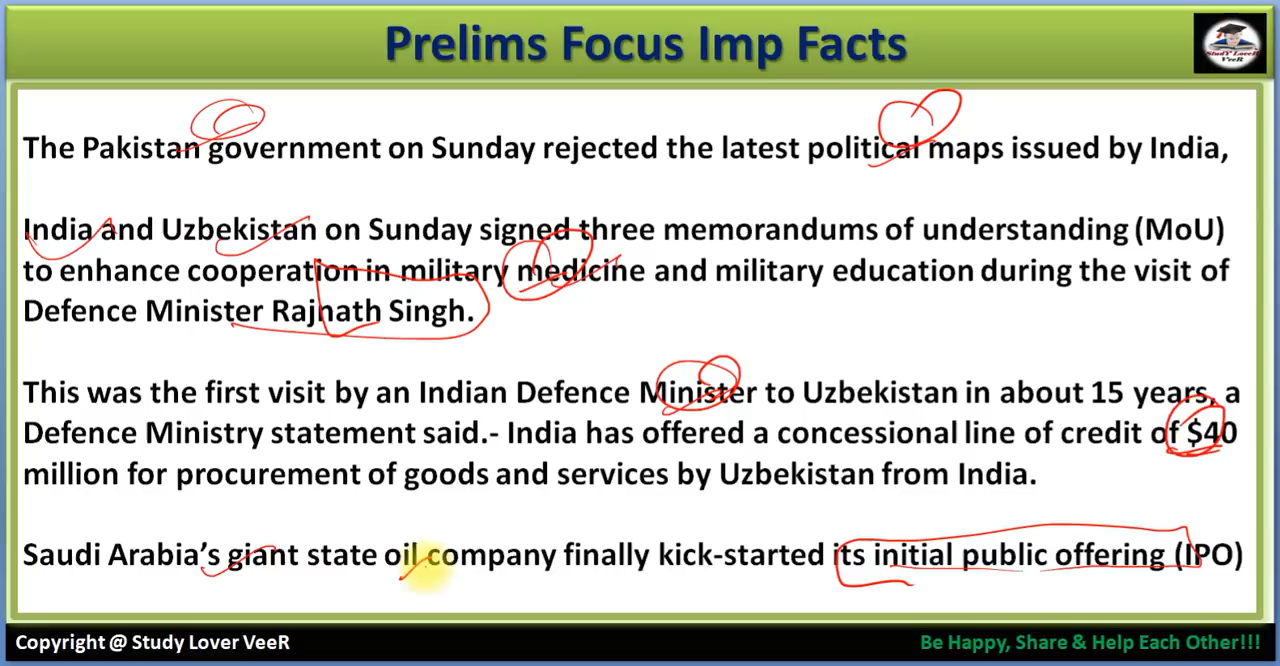 Prelims Focus Imp Facts
StudY LoveR
VeeR
The Pakistan government on Sunday rejected the latest political maps issued by India,
India and Uzbekistan on Sunday signed three memorandums of understanding (MoU)
to enhance cooperation in military medicine and military education during the visit of
Defence Minister Rajnath Singh.
This was the first visit by an Indian Defence Minister to Uzbekistan in about 15 years, a
Defence Ministry statement said.- India has offered a concessional line of credit of $40
million for procurement of goods and services by Uzbekistan from India.
Saudi Arabia's giant state oil company finally kick-started its initial public offering (IPO)
Copyright @ Study Lover VeeR
Be Happy, Share & Help Each Other!!!